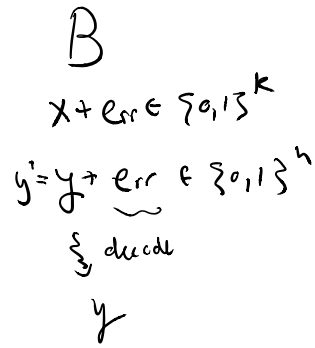 B
x + err ∈ {0,1}^k
y' = y + err ∈ {0,1}^n
decode
y